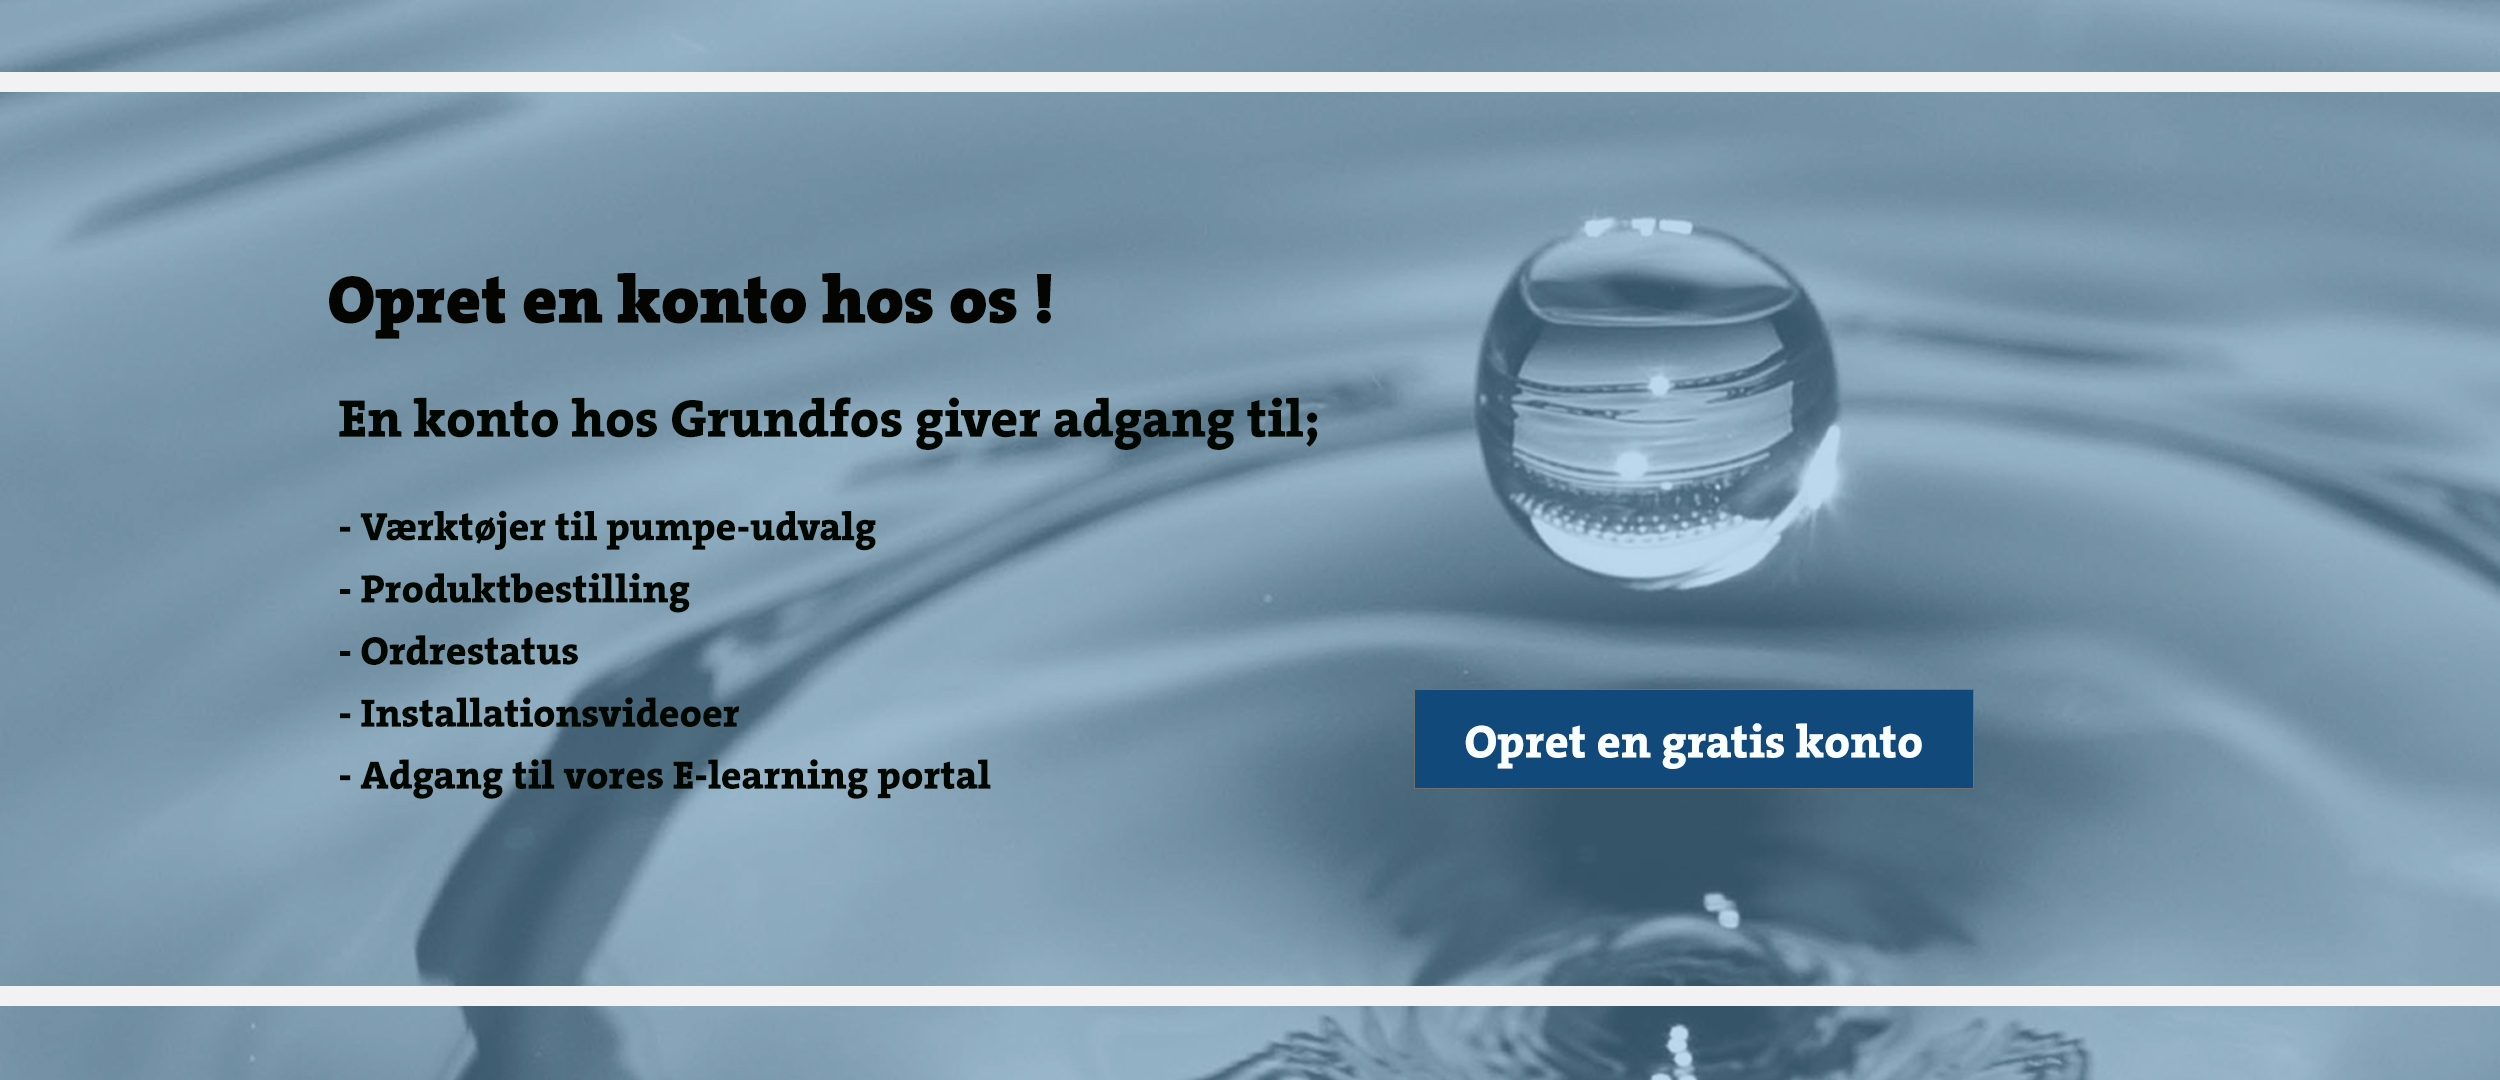 Opret en konto hos os !
En konto hos Grundfos giver adgang til;
- Værktøjer til pumpe-udvalg
- Produktbestilling
- Ordrestatus
- Installationsvideoer
- Adgang til vores E-learning portal
Opret en gratis konto